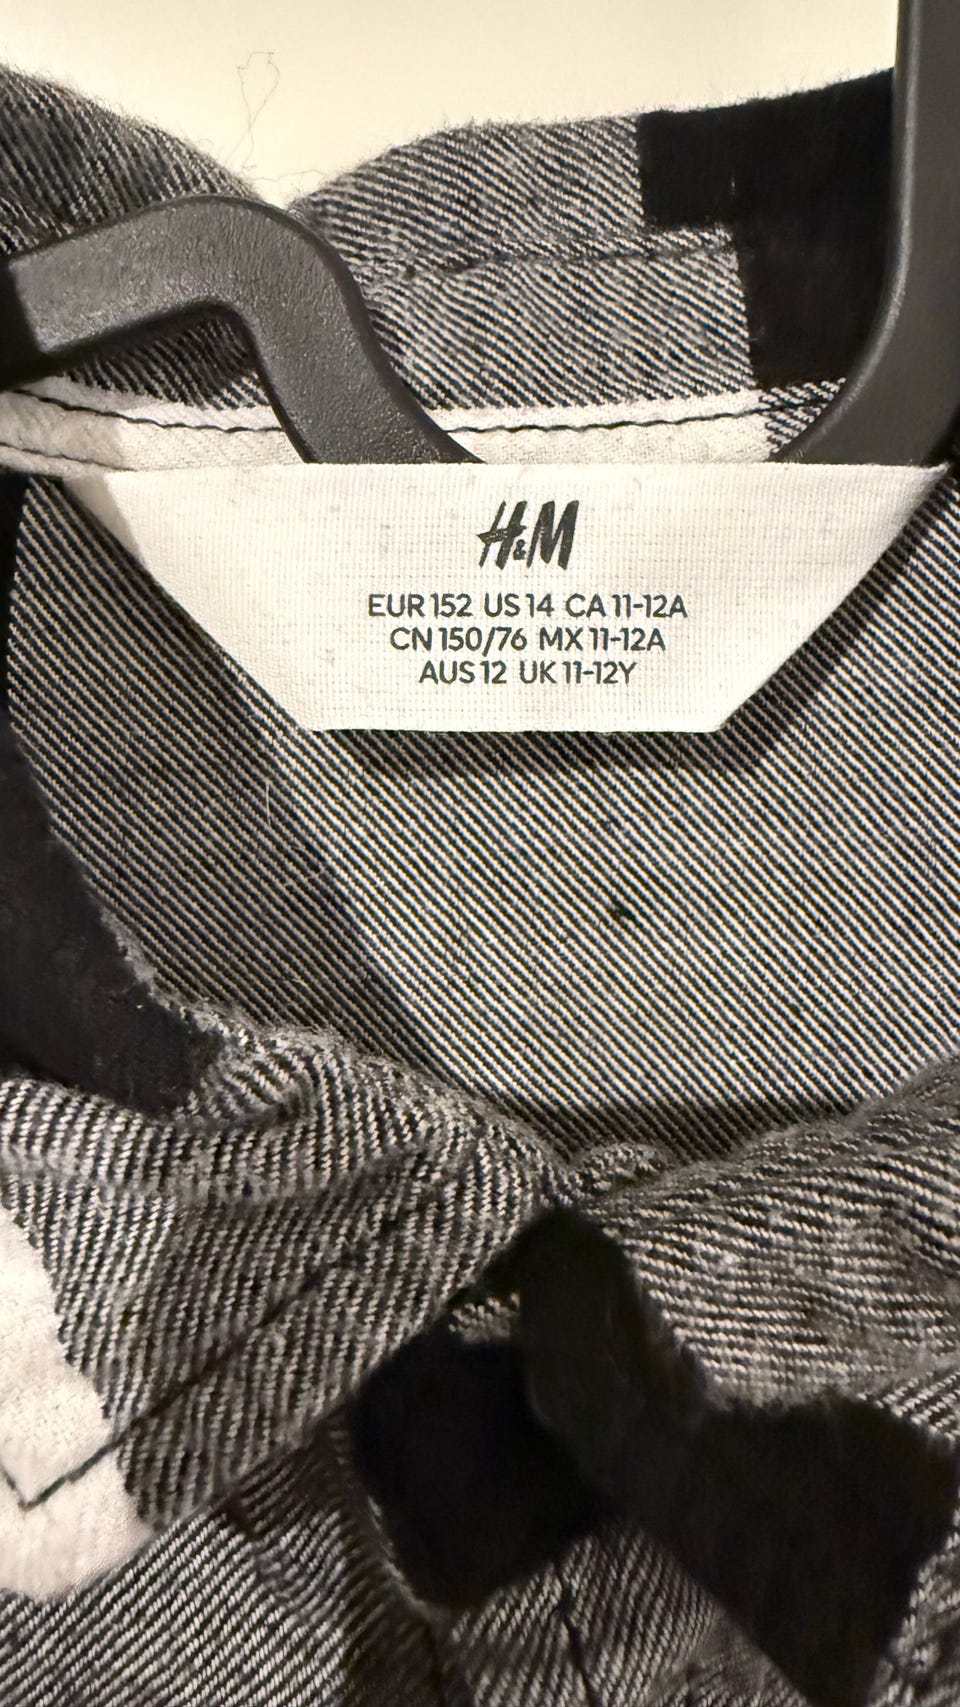 H&M
EUR 152 US 14 CA 11-12A
CN 150/76 MX 11-12A
AUS 12 UK 11-12Y